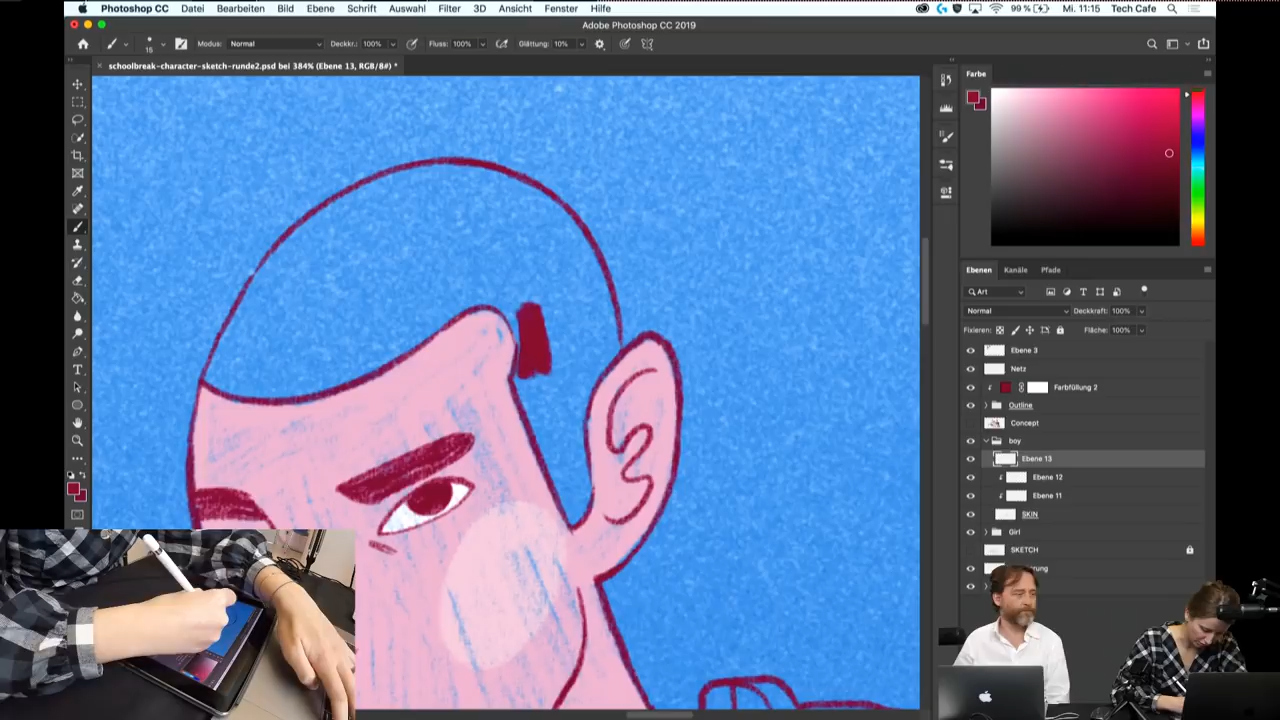 Photoshop CC Datei Bearbeiten Bild Ebene Schrift Auswahl Filter 3D Ansicht Fenster Hilfe 99 % Mi. 11:15 Tech Cafe
Adobe Photoshop CC 2019
15 Modus: Normal Deckkr.: 100% Fluss: 100% Glättung: 10%
schoolbreak-character-sketch-runde2.psd bei 384% (Ebene 13, RGB/8#) *
Farbe
Ebenen Kanäle Pfade
Art
Normal Deckkraft: 100%
Fixieren: Fläche: 100%
Ebene 3
Netz
Farbfüllung 2
Outline
Concept
boy
Ebene 13
Ebene 12
Ebene 11
SKIN
Girl
SKETCH